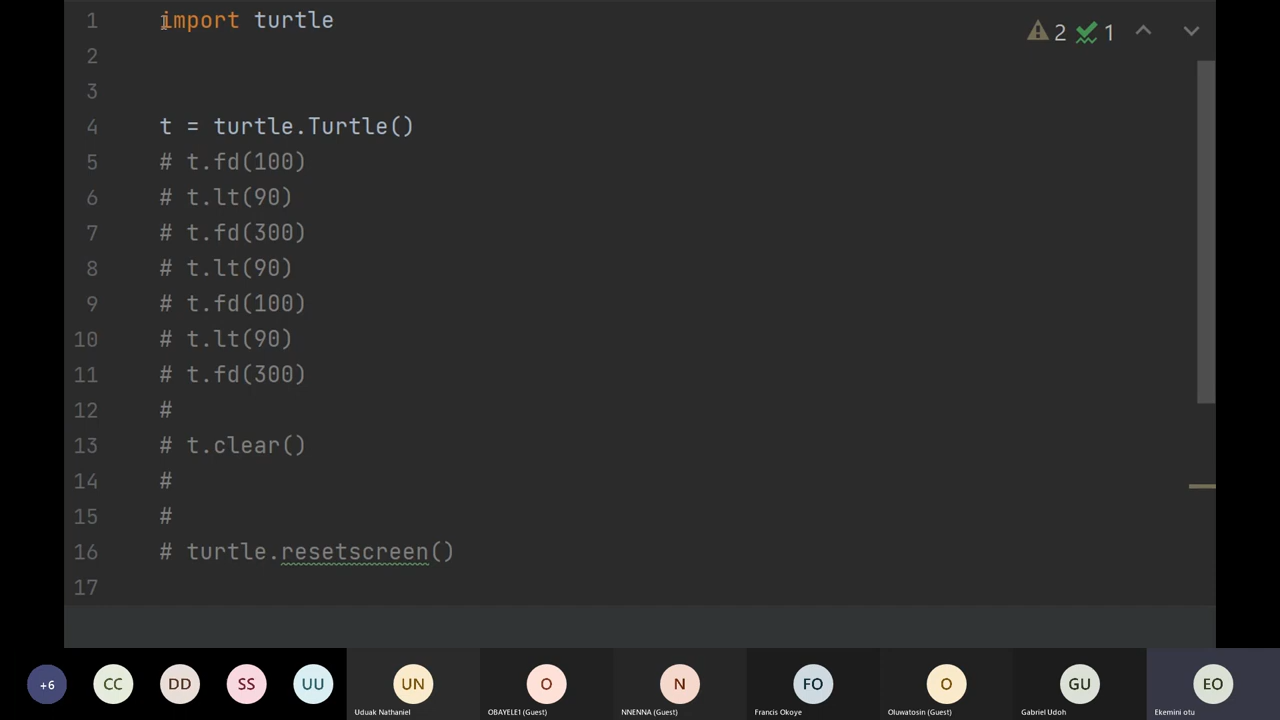 1 import turtle
2
3
4 t = turtle.Turtle()
5 # t.fd(100)
6 # t.lt(90)
7 # t.fd(300)
8 # t.lt(90)
9 # t.fd(100)
10 # t.lt(90)
11 # t.fd(300)
12 #
13 # t.clear()
14 #
15 #
16 # turtle.resetscreen()
17
2 1
+6 CC DD SS UU UN O N FO O GU EO
Uduak Nathaniel OBAYELE1 (Guest) NNENNA (Guest) Francis Okoye Oluwatosin (Guest) Gabriel Udoh Ekemini otu